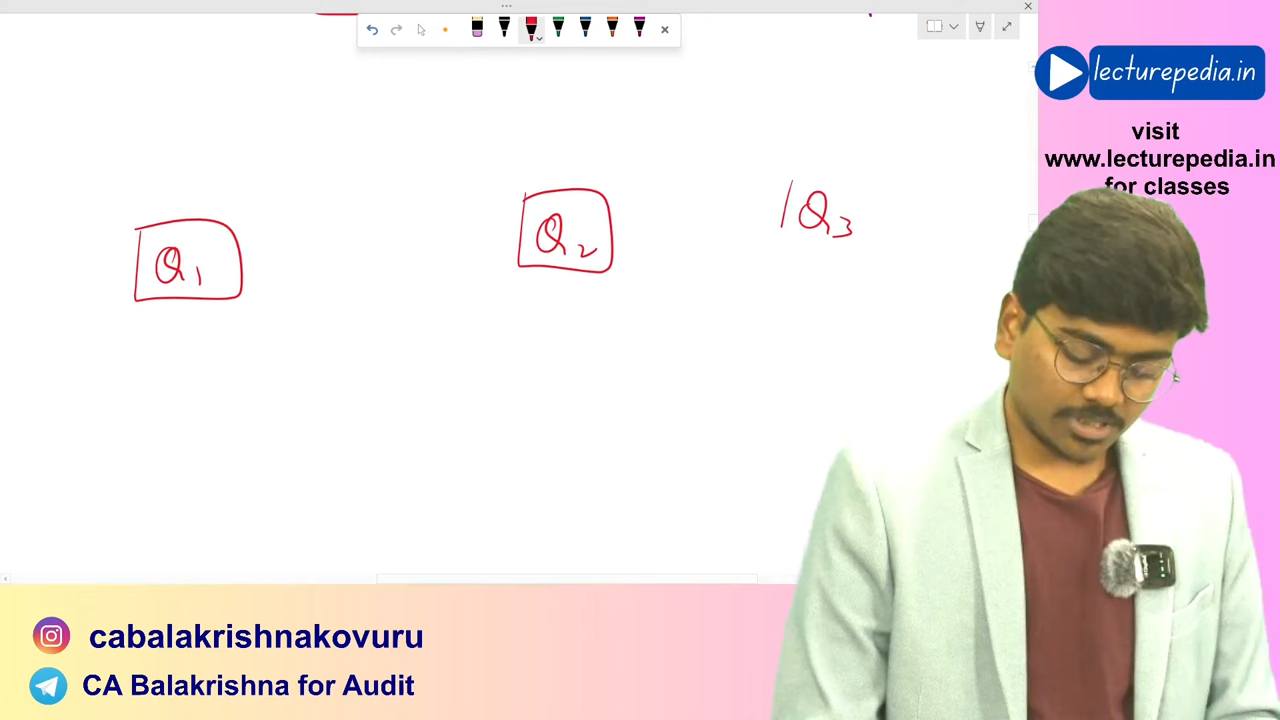 lecturepedia.in
visit
www.lecturepedia.in
for classes
Q1
Q2
Q3
cabalakrishnakovuru
CA Balakrishna for Audit